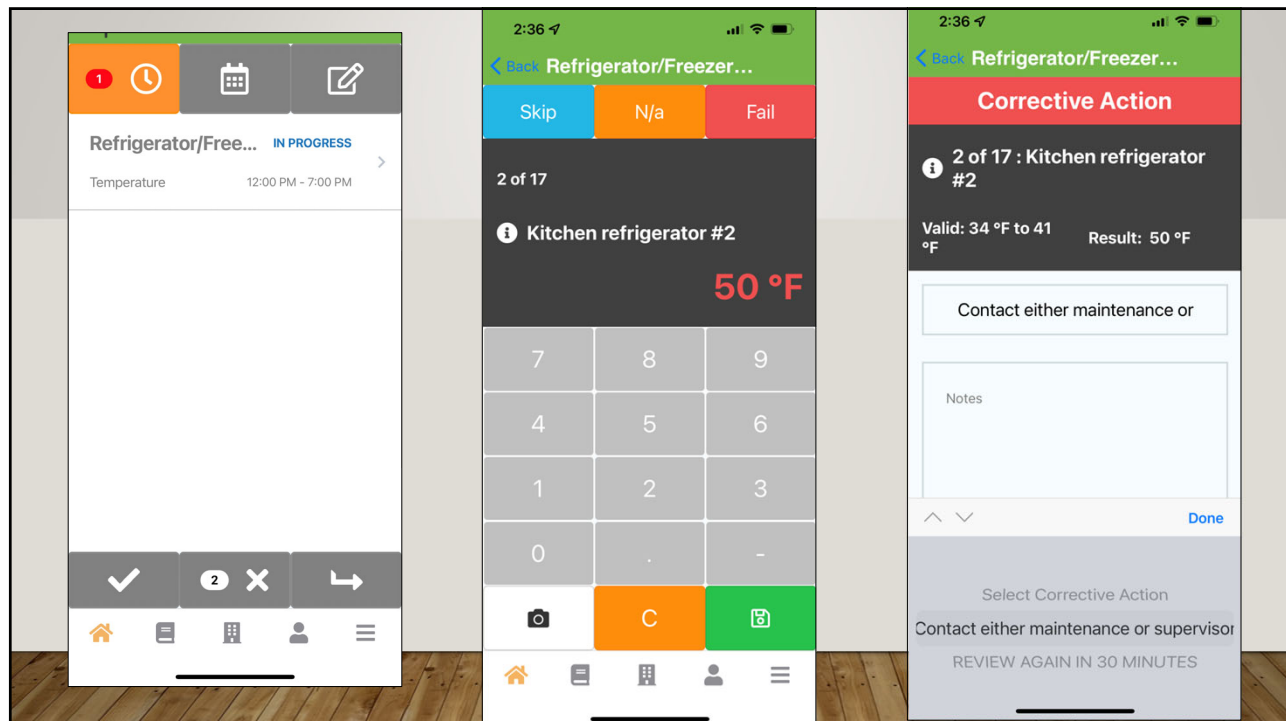 1
Refrigerator/Free... IN PROGRESS
Temperature 12:00 PM - 7:00 PM
2
2:36
Back Refrigerator/Freezer...
Skip N/a Fail
2 of 17
Kitchen refrigerator #2
50 °F
7 8 9
4 5 6
1 2 3
0 . -
C
2:36
Back Refrigerator/Freezer...
Corrective Action
2 of 17 : Kitchen refrigerator
#2
Valid: 34 °F to 41
°F
Result: 50 °F
Contact either maintenance or
Notes
Done
Select Corrective Action
Contact either maintenance or supervisor
REVIEW AGAIN IN 30 MINUTES